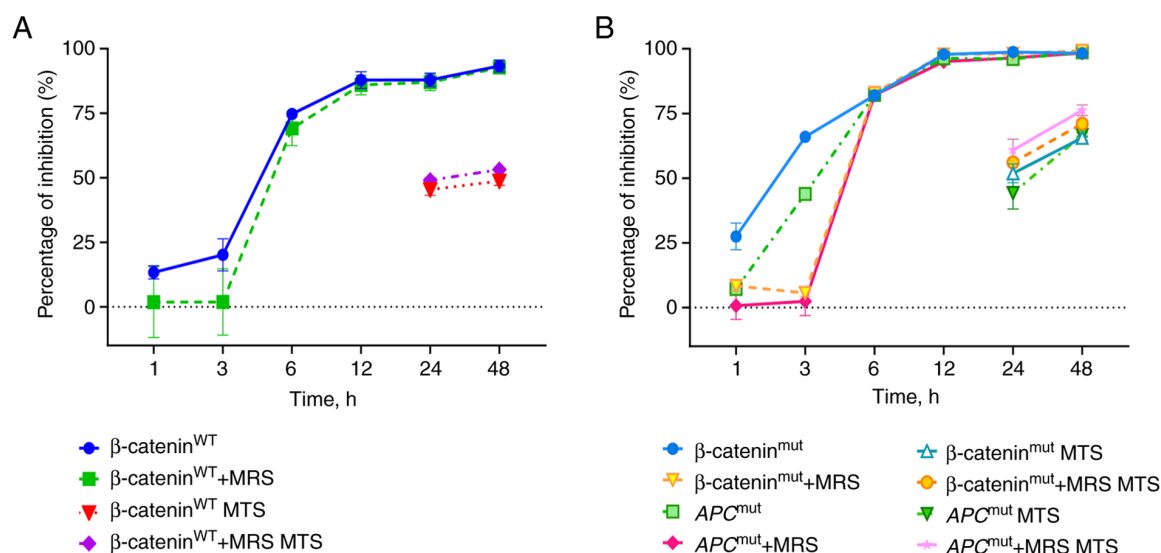 A
Percentage of inhibition (%)
100
75
50
25
0
1 3 6 12 24 48
Time, h
β-catenin^WT
β-catenin^WT+MRS
β-catenin^WT MTS
β-catenin^WT+MRS MTS
B
Percentage of inhibition (%)
100
75
50
25
0
1 3 6 12 24 48
Time, h
β-catenin^mut
β-catenin^mut+MRS
APC^mut
APC^mut+MRS
β-catenin^mut MTS
β-catenin^mut+MRS MTS
APC^mut MTS
APC^mut+MRS MTS